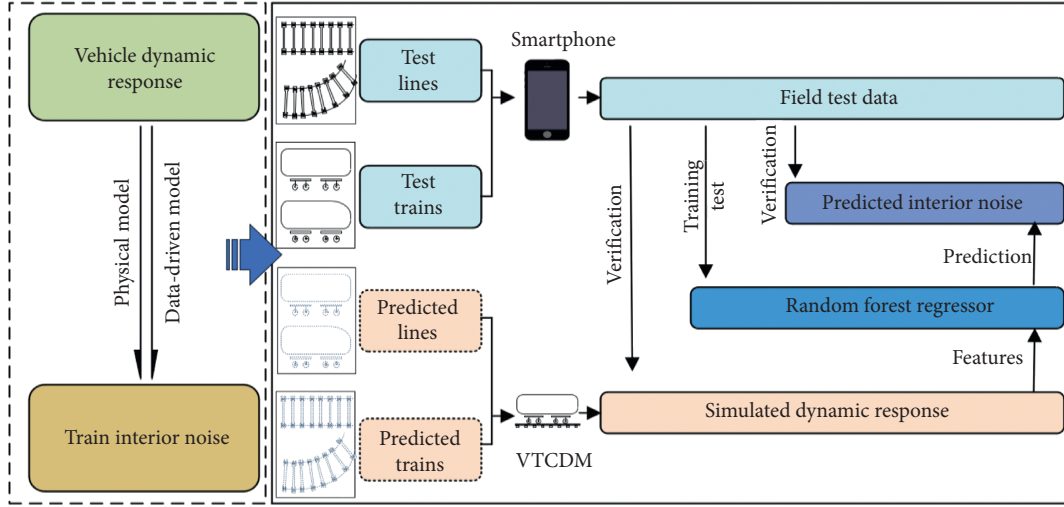 Vehicle dynamic
response
Physical model
Data-driven model
Train interior noise
Test
lines
Test
trains
Predicted
lines
Predicted
trains
Smartphone
VTCDM
Field test data
Verification
Training
test
Verification
Predicted interior noise
Prediction
Random forest regressor
Features
Simulated dynamic response